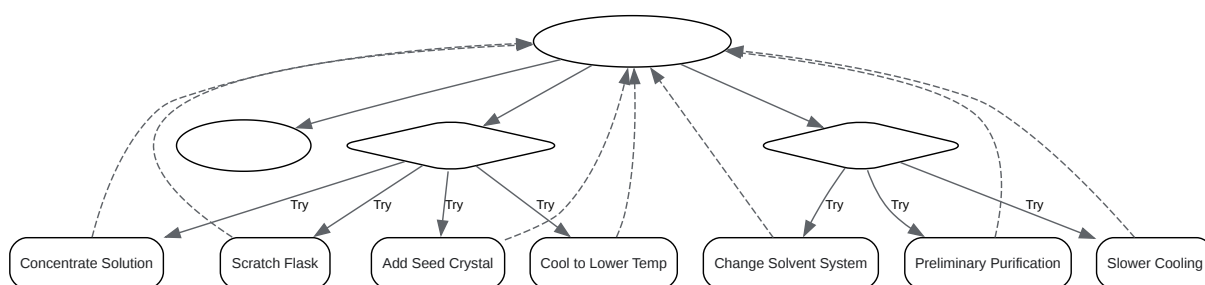 Try
Try
Try
Try
Try
Try
Try
Concentrate Solution
Scratch Flask
Add Seed Crystal
Cool to Lower Temp
Change Solvent System
Preliminary Purification
Slower Cooling